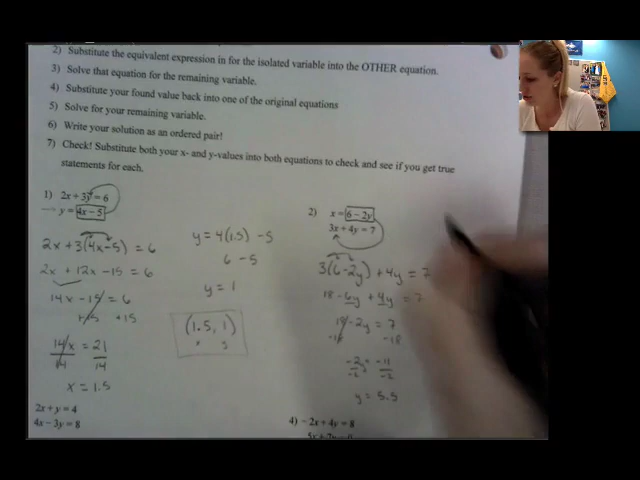 2) Substitute the equivalent expression in for the isolated variable into the OTHER equation.
3) Solve that equation for the remaining variable.
4) Substitute your found value back into one of the original equations
5) Solve for your remaining variable.
6) Write your solution as an ordered pair!
7) Check! Substitute both your x- and y-values into both equations to check and see if you get true
statements for each.
1) 2x + 3y = 6
y = 4x − 5
2x + 3(4x−5) = 6
2x + 12x −15 = 6
14x −15 = 6
+15 +15
14x = 21
14 14
x = 1.5
y = 4(1.5) −5
6 −5
y = 1
(1.5, 1)
x y
2) x = 6 − 2y
3x + 4y = 7
3(6−2y) + 4y = 7
18 −6y + 4y = 7
18 −2y = 7
−18 −18
−2y = −11
−2 −2
y = 5.5
2x + y = 4
4x − 3y = 8
4) − 2x + 4y = 8